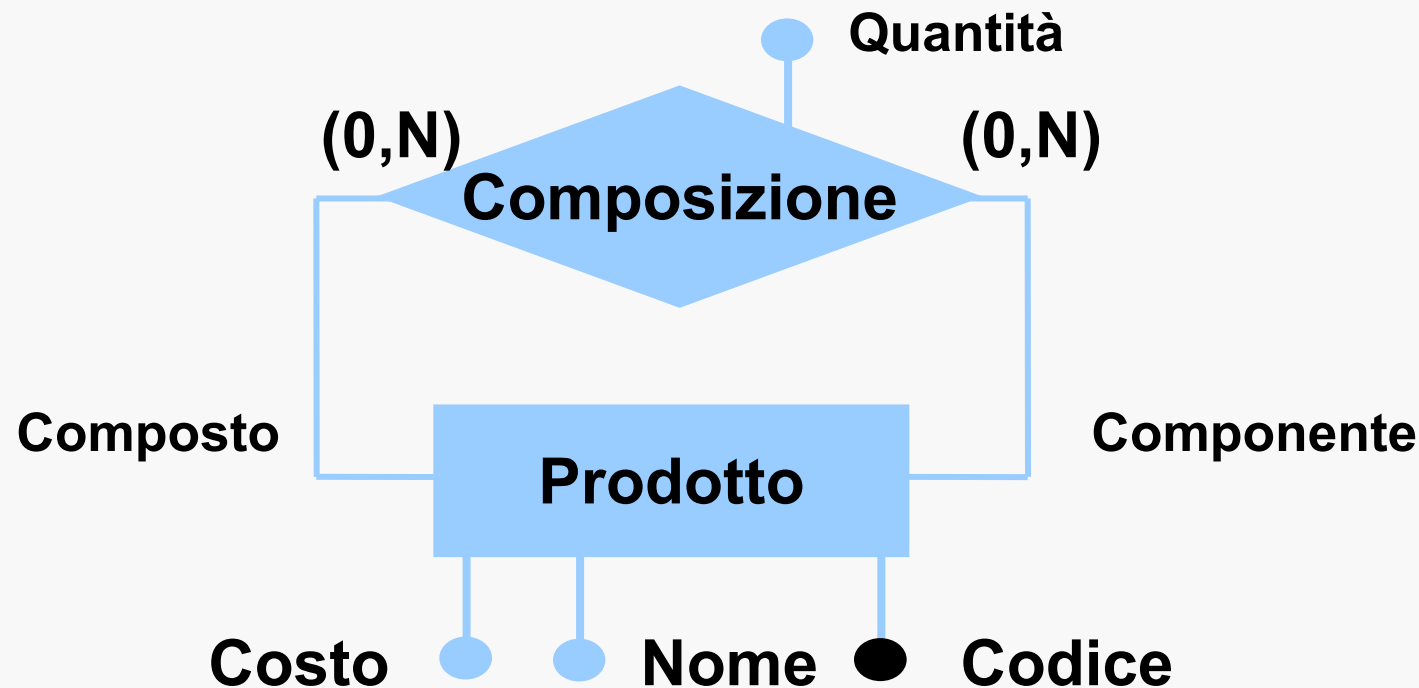 Quantità
(0,N)
(0,N)
Composizione
Composto
Componente
Prodotto
Costo
Nome
Codice